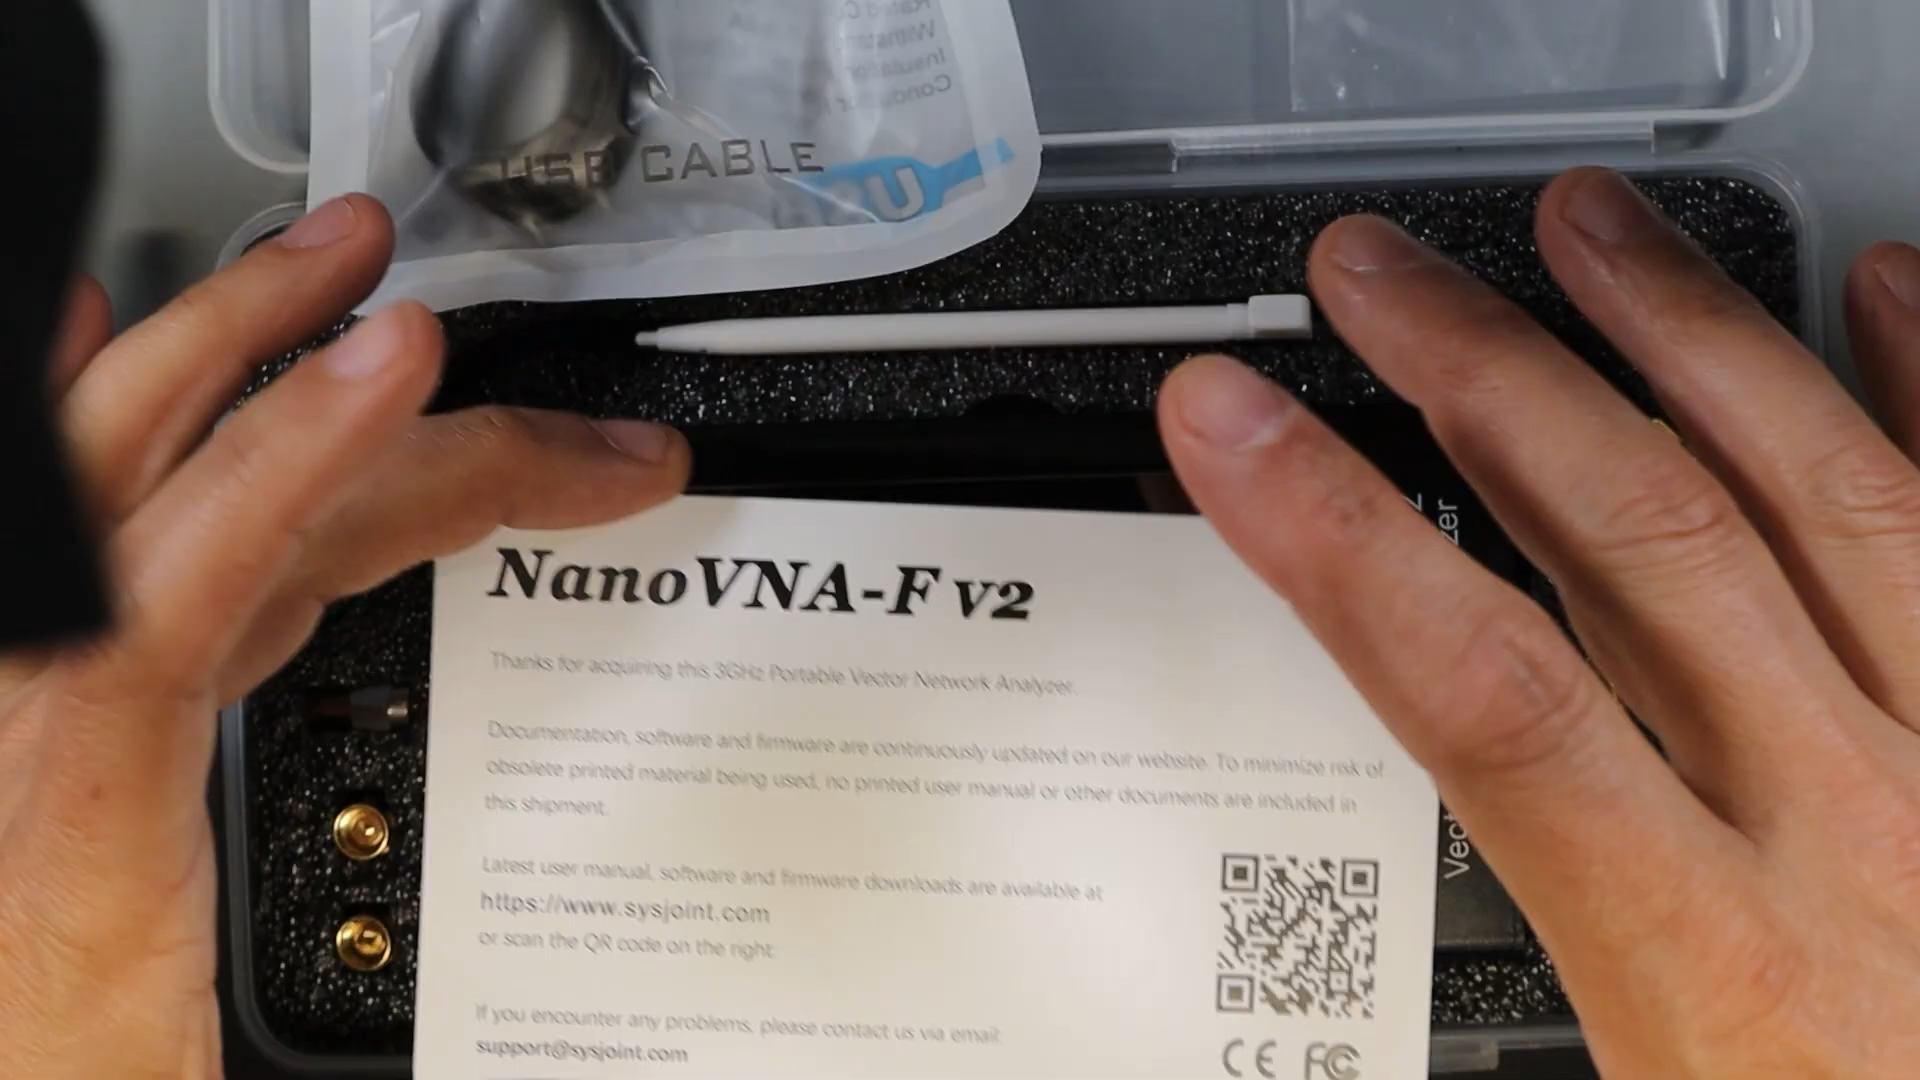 USB CABLE
NanoVNA-F v2
Thanks for acquiring this 3GHz Portable Vector Network Analyzer.
Documentation, software and firmware are continuously updated on our website. To minimize risk of
obsolete printed material being used, no printed user manual or other documents are included in
this shipment.
Latest user manual, software and firmware downloads are available at
https://www.sysjoint.com
or scan the QR code on the right:
If you encounter any problems, please contact us via email:
support@sysjoint.com
CE FC